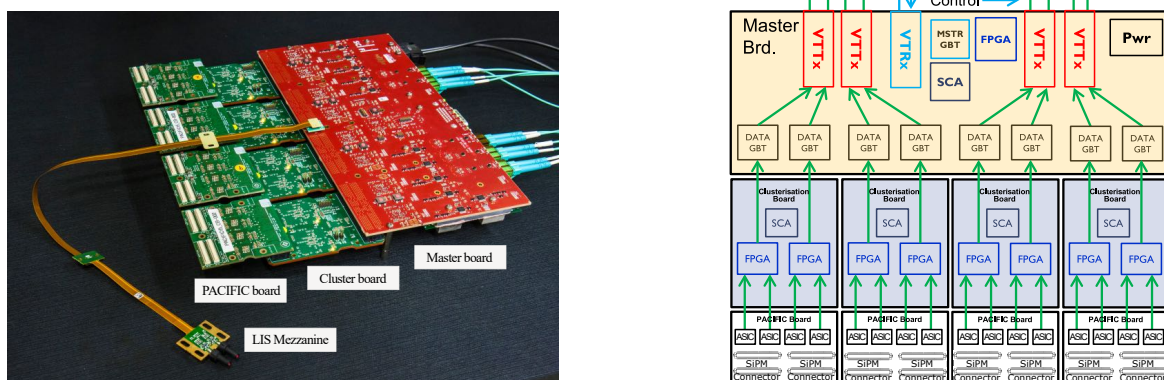 Master board
Cluster board
PACIFIC board
LIS Mezzanine
Control
Master
Brd.
VTTx
VTTx
VTRx
MSTR
GBT
FPGA
SCA
VTTx
VTTx
Pwr
DATA
GBT
DATA
GBT
DATA
GBT
DATA
GBT
DATA
GBT
DATA
GBT
DATA
GBT
DATA
GBT
Clusterisation
Board
Clusterisation
Board
Clusterisation
Board
Clusterisation
Board
SCA
SCA
SCA
SCA
FPGA
FPGA
FPGA
FPGA
FPGA
FPGA
FPGA
FPGA
PACIFIC Board
PACIFIC Board
PACIFIC Board
PACIFIC Board
ASIC ASIC ASIC ASIC
ASIC ASIC ASIC ASIC
ASIC ASIC ASIC ASIC
ASIC ASIC ASIC ASIC
SiPM SiPM SiPM SiPM SiPM SiPM SiPM SiPM
Connector Connector Connector Connector Connector Connector Connector Connector